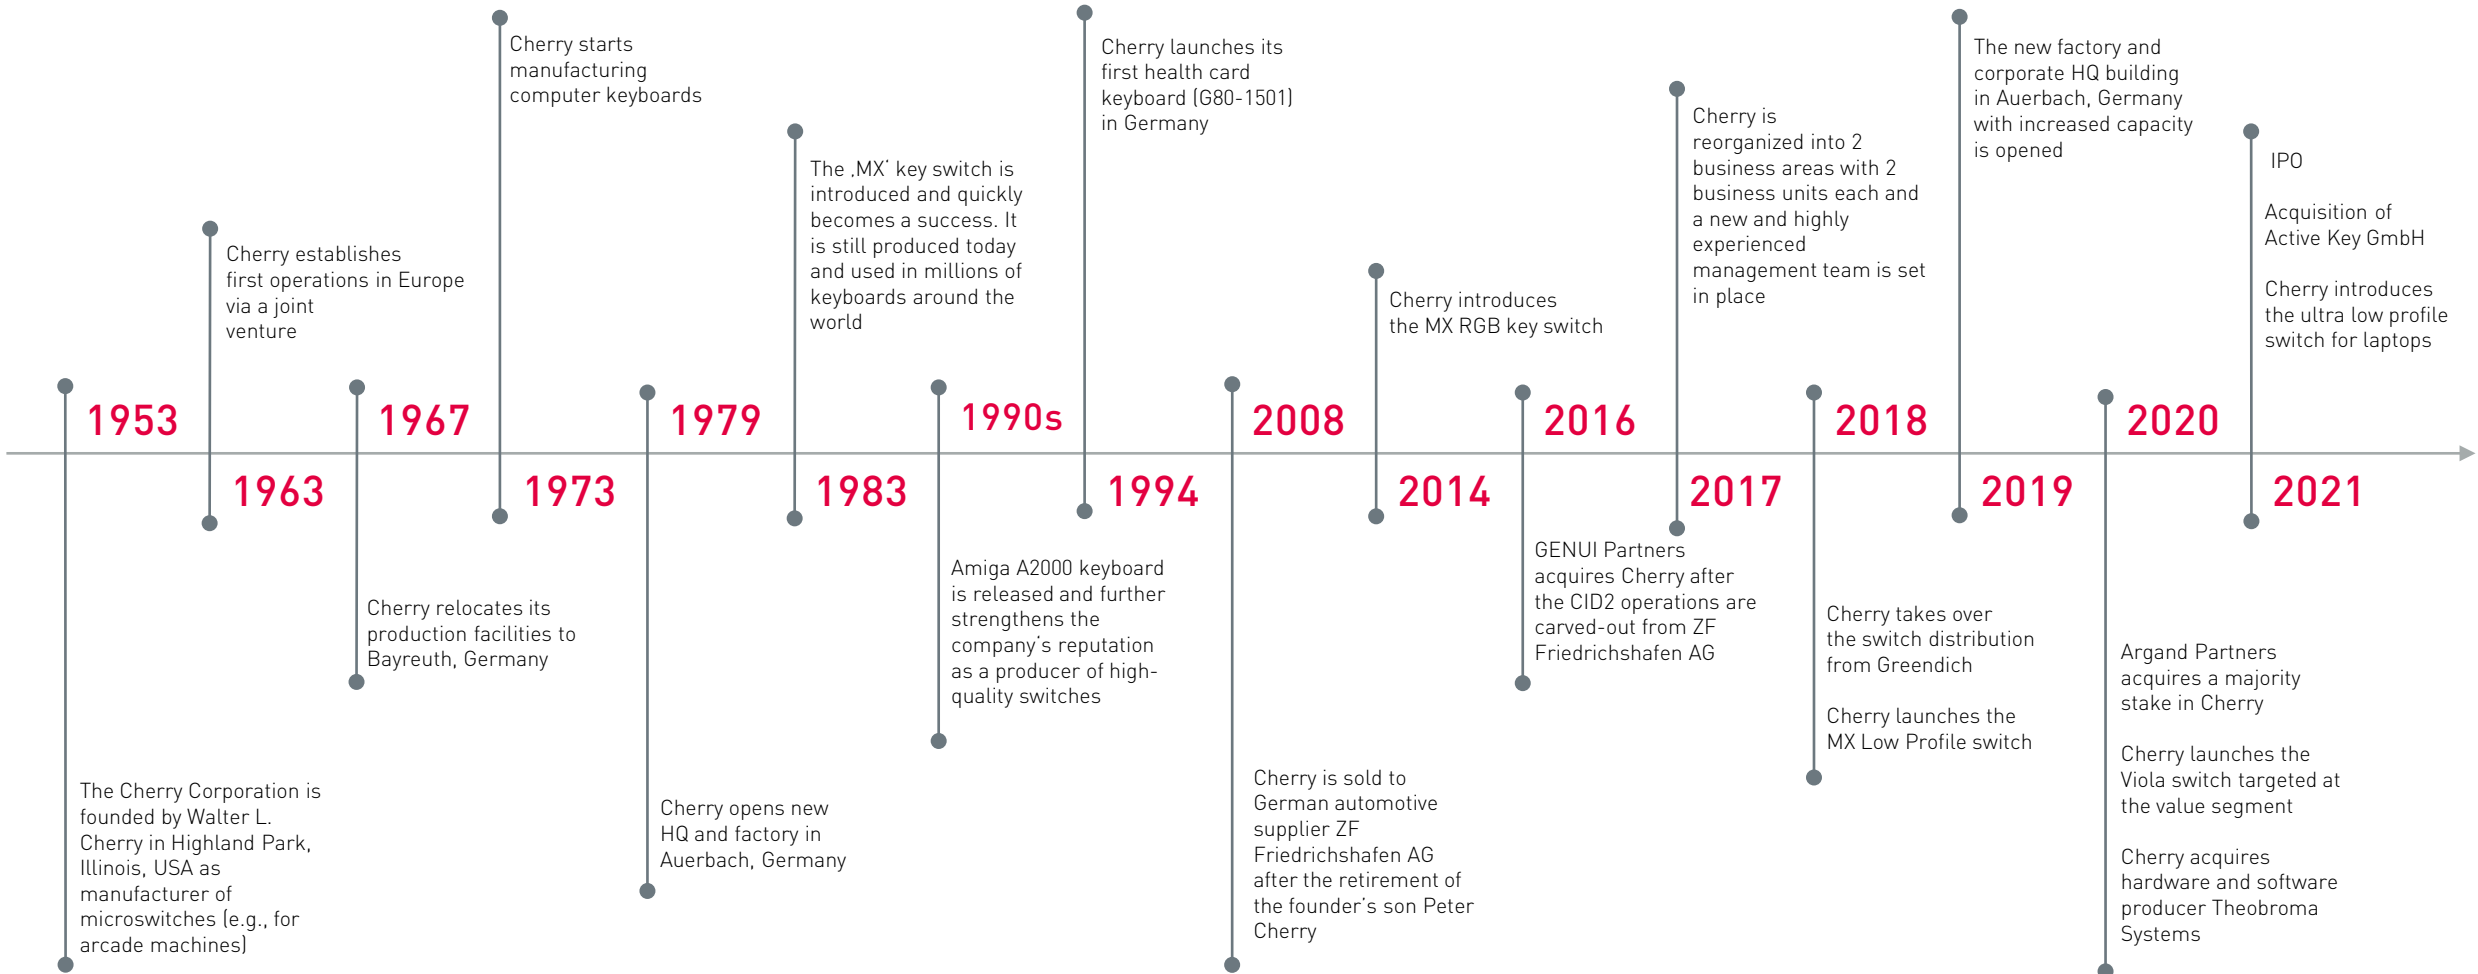 1953
The Cherry Corporation is
founded by Walter L.
Cherry in Highland Park,
Illinois, USA as
manufacturer of
microswitches (e.g., for
arcade machines)
Cherry establishes
first operations in Europe
via a joint
venture
1963
1967
Cherry relocates its
production facilities to
Bayreuth, Germany
Cherry starts
manufacturing
computer keyboards
1973
1979
Cherry opens new
HQ and factory in
Auerbach, Germany
The ‚MX‘ key switch is
introduced and quickly
becomes a success. It
is still produced today
and used in millions of
keyboards around the
world
1983
1990s
Amiga A2000 keyboard
is released and further
strengthens the
company‘s reputation
as a producer of high-
quality switches
Cherry launches its
first health card
keyboard (G80-1501)
in Germany
1994
2008
Cherry is sold to
German automotive
supplier ZF
Friedrichshafen AG
after the retirement of
the founder‘s son Peter
Cherry
Cherry introduces
the MX RGB key switch
2014
2016
GENUI Partners
acquires Cherry after
the CID2 operations are
carved-out from ZF
Friedrichshafen AG
Cherry is
reorganized into 2
business areas with 2
business units each and
a new and highly
experienced
management team is set
in place
2017
2018
Cherry takes over
the switch distribution
from Greendich
Cherry launches the
MX Low Profile switch
The new factory and
corporate HQ building
in Auerbach, Germany
with increased capacity
is opened
2019
2020
Argand Partners
acquires a majority
stake in Cherry
Cherry launches the
Viola switch targeted at
the value segment
Cherry acquires
hardware and software
producer Theobroma
Systems
IPO
Acquisition of
Active Key GmbH
Cherry introduces
the ultra low profile
switch for laptops
2021